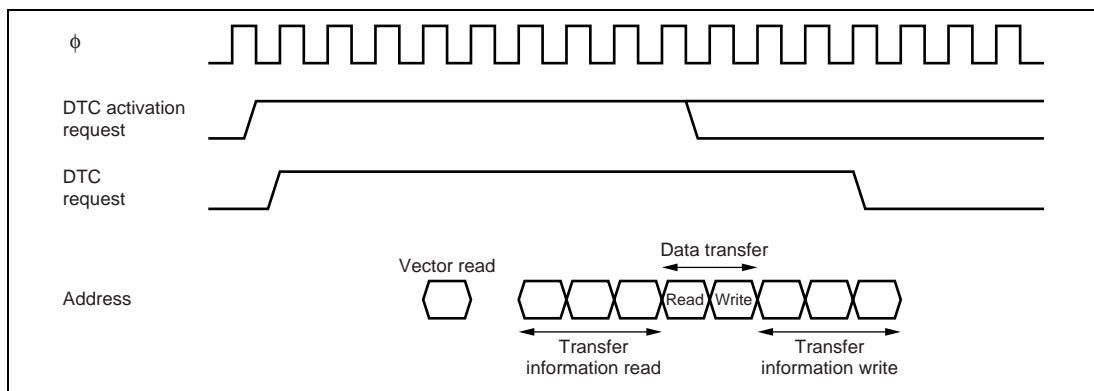 ϕ
DTC activation
request
DTC
request
Data transfer
Vector read
Address
Read
Write
Transfer
information read
Transfer
information write